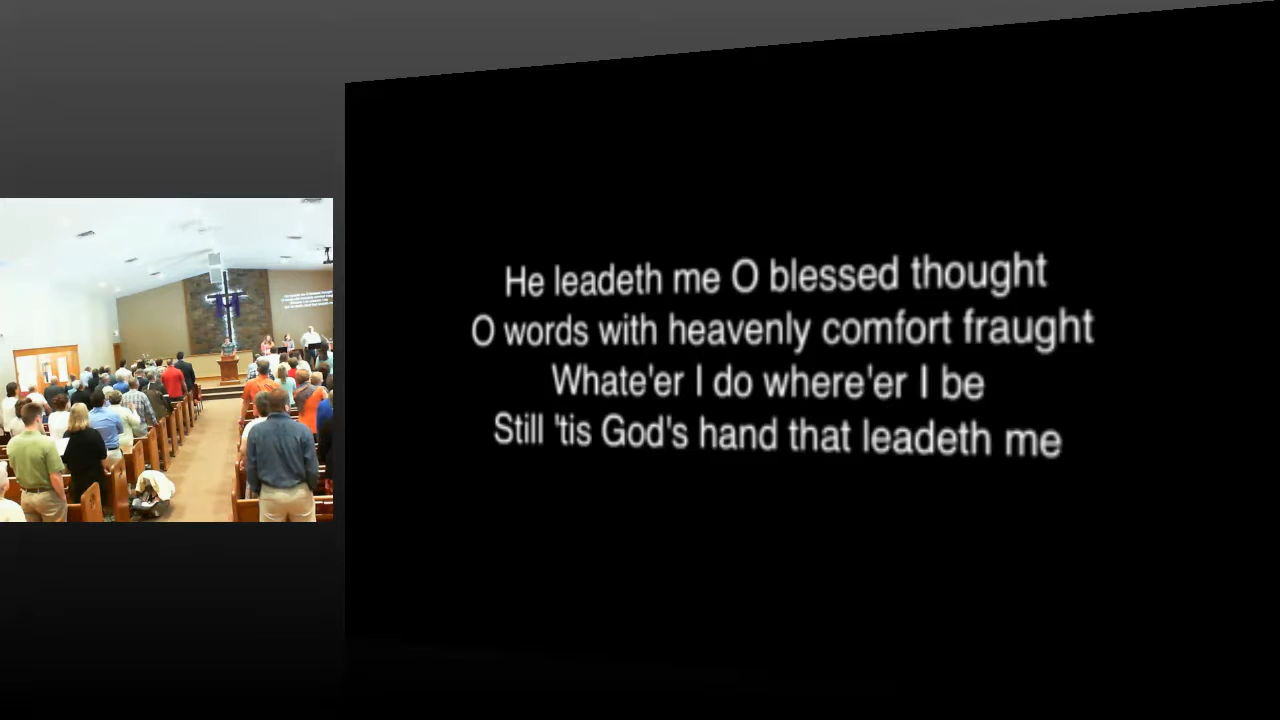 He leadeth me O blessed thought
O words with heavenly comfort fraught
Whate'er I do where'er I be
Still 'tis God's hand that leadeth me